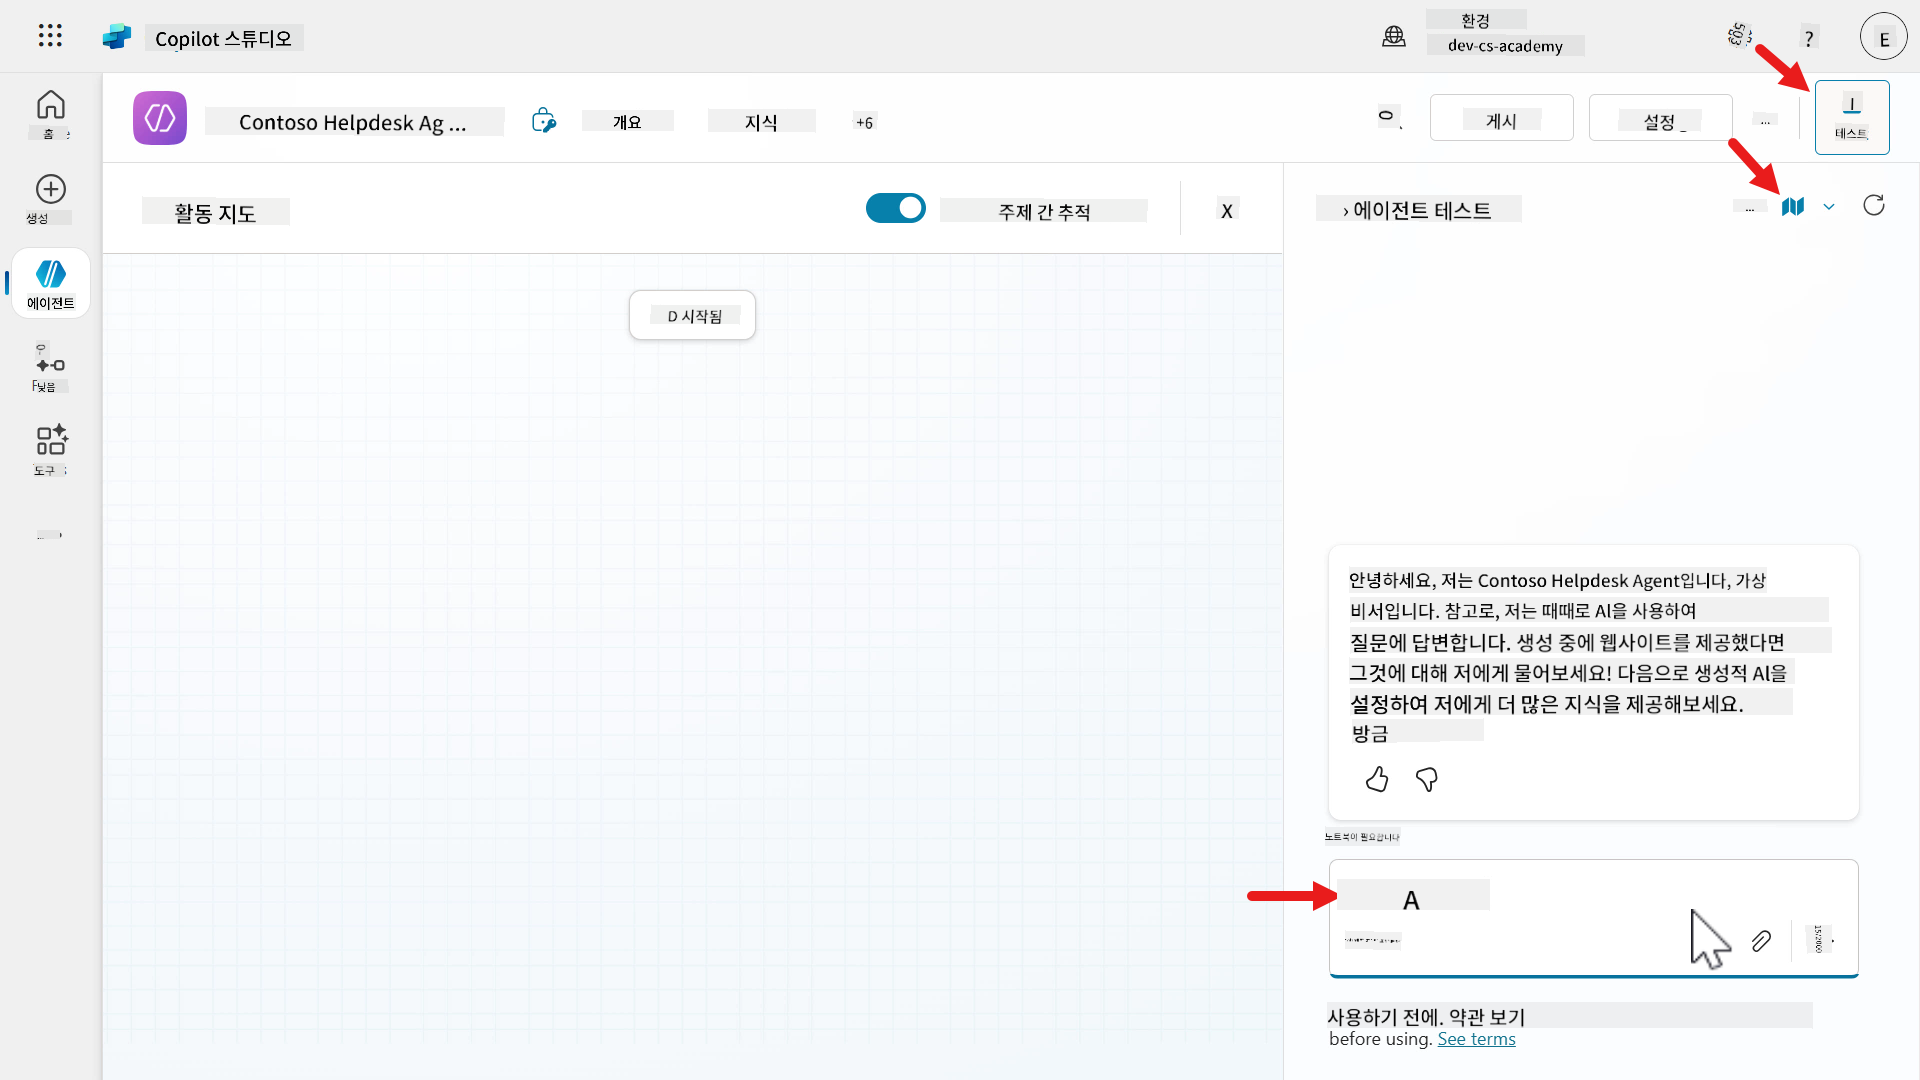 Copilot 스튜디오
환경
dev-cs-academy
?
E
Contoso Helpdesk Ag ...
개요
지식
+6
게시
설정
...
테스트
홈
생성
에이전트
도구
활동 지도
주제 간 추적
X
› 에이전트 테스트
...
D 시작됨
안녕하세요, 저는 Contoso Helpdesk Agent입니다, 가상
비서입니다. 참고로, 저는 때때로 AI을 사용하여
질문에 답변합니다. 생성 중에 웹사이트를 제공했다면
그것에 대해 저에게 물어보세요! 다음으로 생성적 AI을
설정하여 저에게 더 많은 지식을 제공해보세요.
방금
노트북이 필요합니다
A
사용하기 전에. 약관 보기
before using. See terms